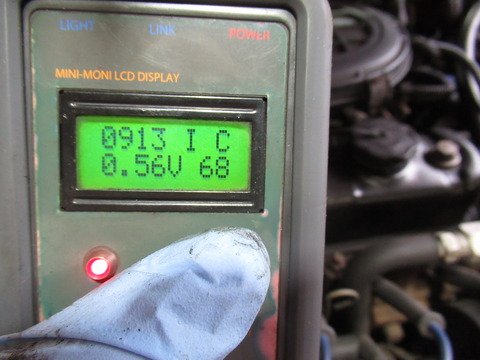 LIGHT LINK POWER
MINI-MONI LCD DISPLAY
0913 I C
0.56V 68